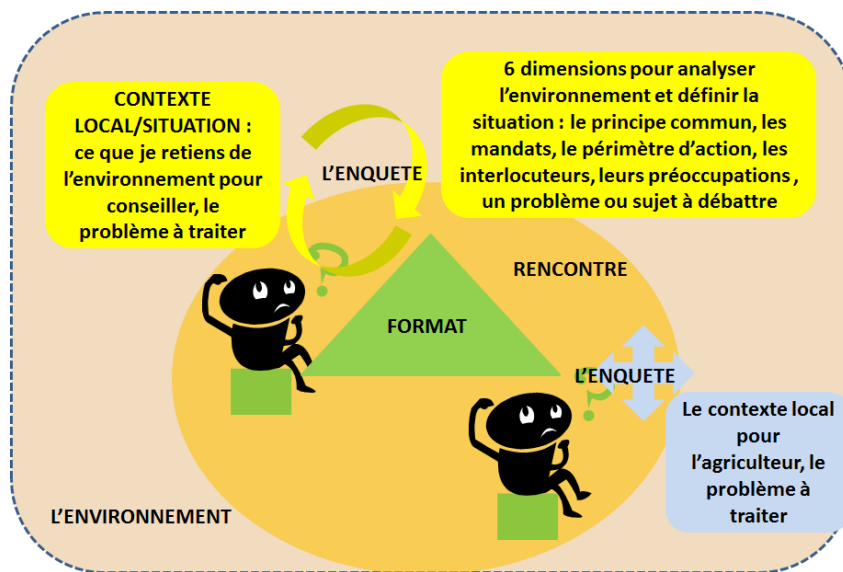 CONTEXTE
LOCAL/SITUATION :
ce que je retiens de
l'environnement pour
conseiller, le
problème à traiter
L'ENQUETE
6 dimensions pour analyser
l'environnement et définir la
situation : le principe commun, les
mandats, le périmètre d'action, les
interlocuteurs, leurs préoccupations ,
un problème ou sujet à débattre
RENCONTRE
FORMAT
L'ENQUETE
Le contexte local
pour
l'agriculteur, le
problème à
traiter
L'ENVIRONNEMENT